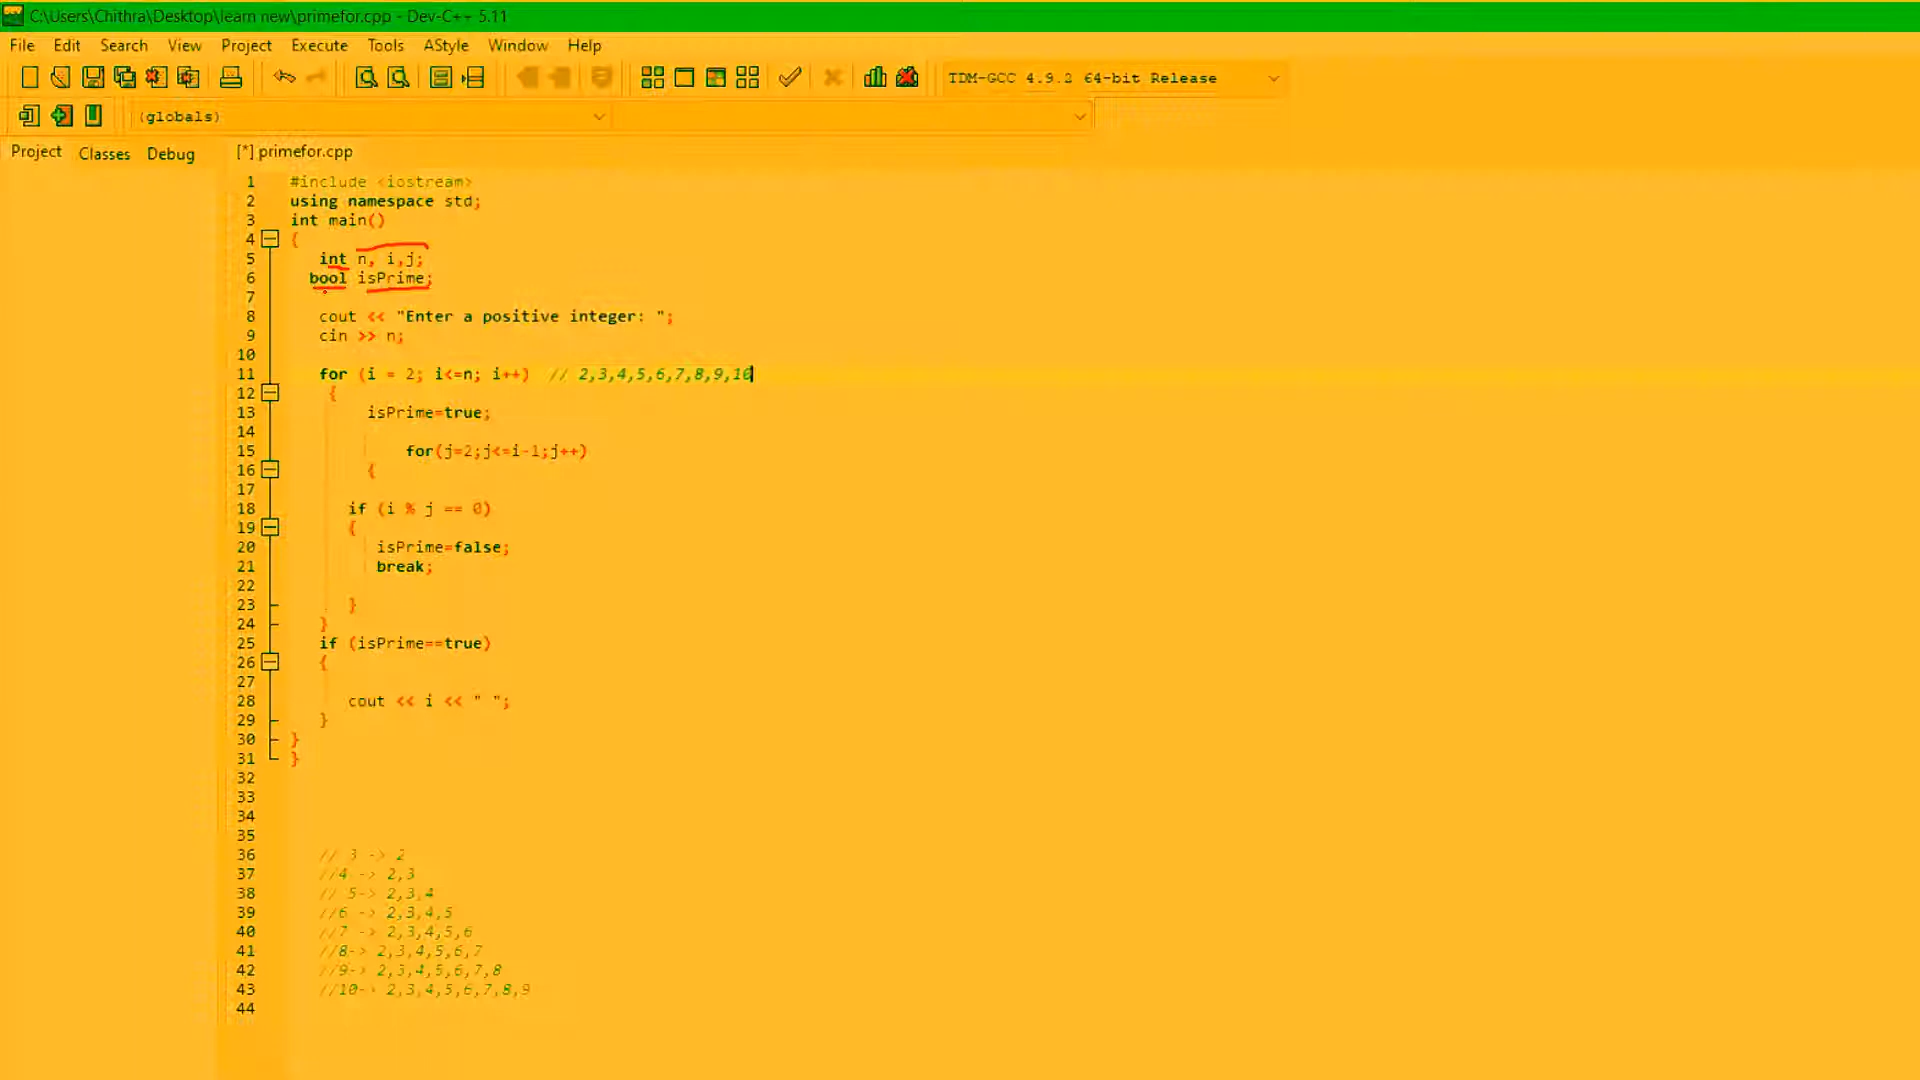 C:\Users\Chithra\Desktop\learn new\primefor.cpp - Dev-C++ 5.11
File Edit Search View Project Execute Tools AStyle Window Help
TDM-GCC 4.9.2 64-bit Release
(globals)
Project Classes Debug
[*] primefor.cpp
1 #include <iostream>
2 using namespace std;
3 int main()
4 {
5 int n, i,j;
6 bool isPrime;
7
8 cout << "Enter a positive integer: ";
9 cin >> n;
10
11 for (i = 2; i<=n; i++) // 2,3,4,5,6,7,8,9,10
12 {
13 isPrime=true;
14
15 for(j=2;j<=i-1;j++)
16 {
17
18 if (i % j == 0)
19 {
20 isPrime=false;
21 break;
22
23 }
24 }
25 if (isPrime==true)
26 {
27
28 cout << i << " ";
29 }
30 }
31 }
32
33
34
35
36 // 3 -> 2
37 //4 -> 2,3
38 // 5-> 2,3,4
39 //6 -> 2,3,4,5
40 //7 -> 2,3,4,5,6
41 //8-> 2,3,4,5,6,7
42 //9-> 2,3,4,5,6,7,8
43 //10-> 2,3,4,5,6,7,8,9
44